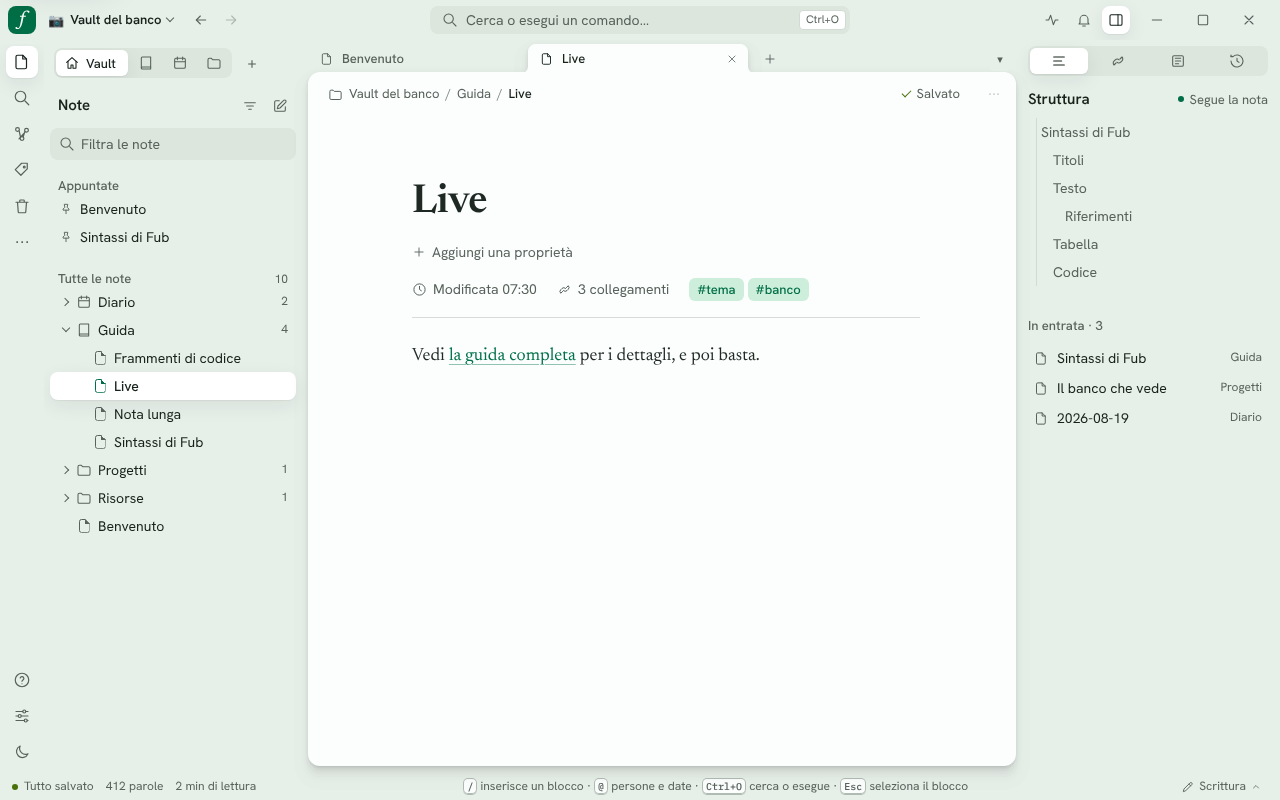 Vault del banco
Cerca o esegui un comando...
Ctrl+O
Vault
Benvenuto
Live
Note
Filtra le note
Appuntate
Benvenuto
Sintassi di Fub
Tutte le note 10
Diario 2
Guida 4
Frammenti di codice
Live
Nota lunga
Sintassi di Fub
Progetti 1
Risorse 1
Benvenuto
Vault del banco / Guida / Live
Salvato
Live
Aggiungi una proprietà
Modificata 07:30 3 collegamenti #tema #banco
Vedi la guida completa per i dettagli, e poi basta.
Struttura Segue la nota
Sintassi di Fub
Titoli
Testo
Riferimenti
Tabella
Codice
In entrata · 3
Sintassi di Fub Guida
Il banco che vede Progetti
2026-08-19 Diario
Tutto salvato 412 parole 2 min di lettura
/ inserisce un blocco · @ persone e date · Ctrl+O cerca o esegue · Esc seleziona il blocco
Scrittura